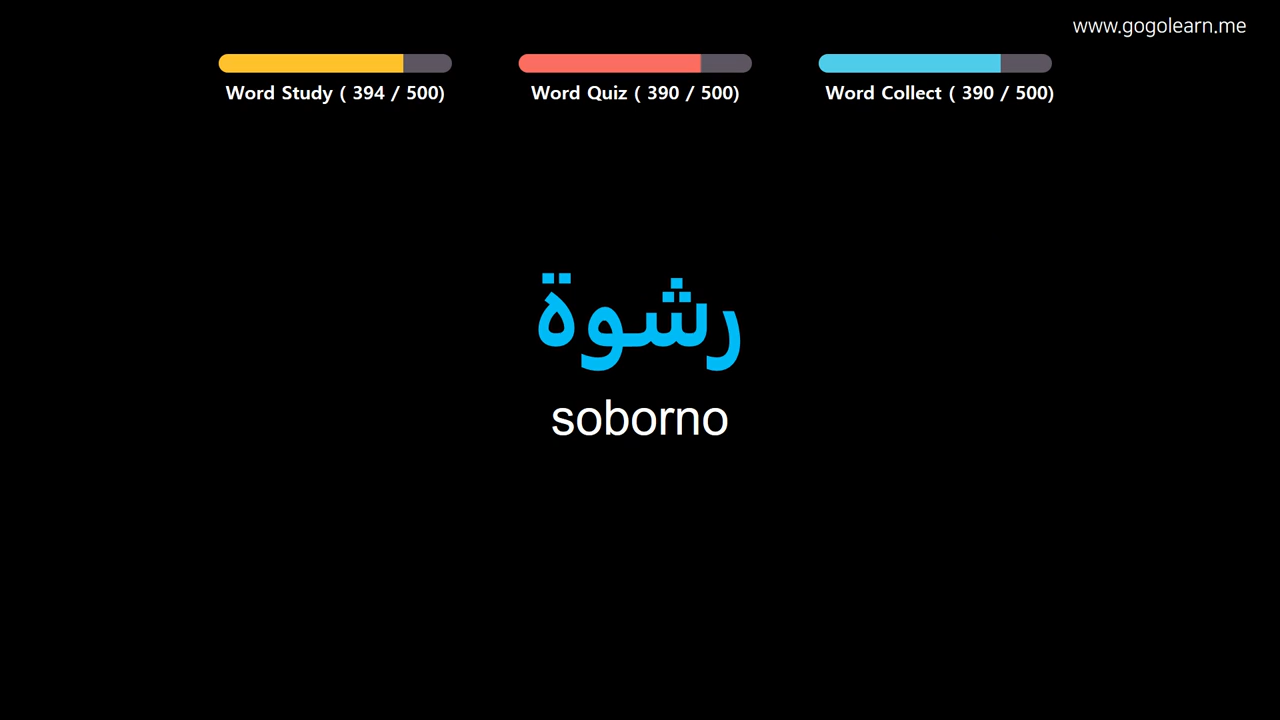 www.gogolearn.me
Word Study ( 394 / 500)
Word Quiz ( 390 / 500)
Word Collect ( 390 / 500)
رشوة
soborno